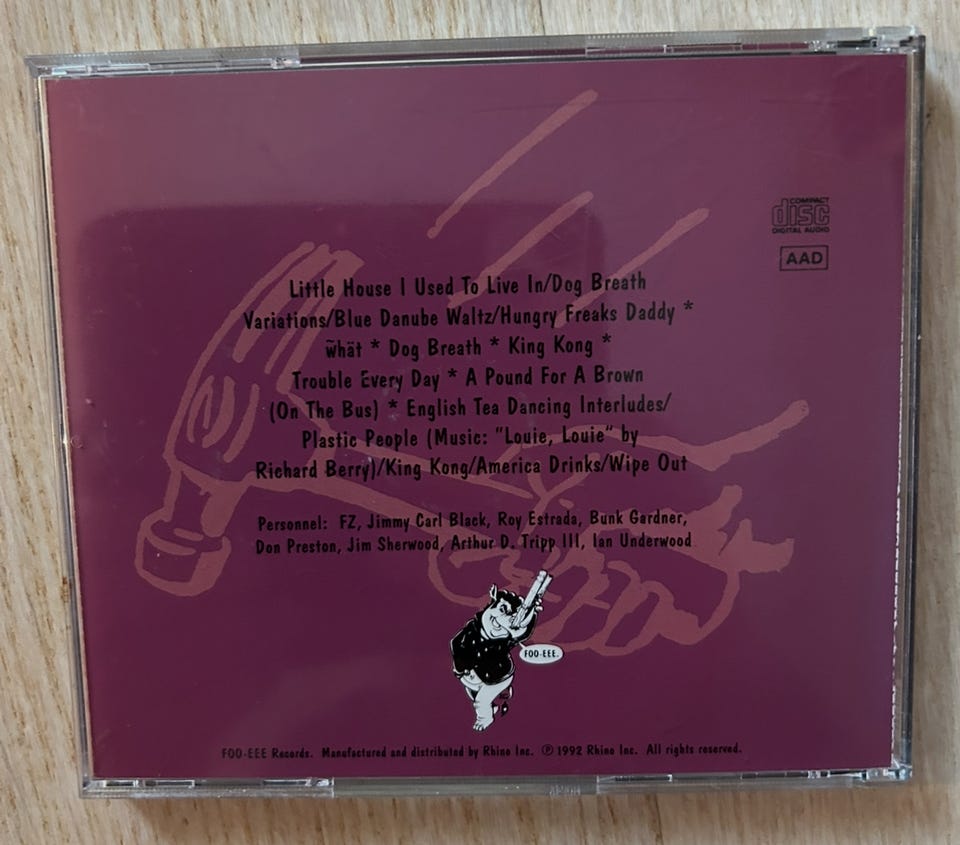 COMPACT
disc
DIGITAL AUDIO
AAD
Little House I Used To Live In/Dog Breath
Variations/Blue Danube Waltz/Hungry Freaks Daddy *
w̃hät * Dog Breath * King Kong *
Trouble Every Day * A Pound For A Brown
(On The Bus) * English Tea Dancing Interludes/
Plastic People (Music: "Louie, Louie" by
Richard Berry)/King Kong/America Drinks/Wipe Out
Personnel: FZ, Jimmy Carl Black, Roy Estrada, Bunk Gardner,
Don Preston, Jim Sherwood, Arthur D. Tripp III, Ian Underwood
FOO-EEE.
FOO-EEE Records. Manufactured and distributed by Rhino Inc. ℗ 1992 Rhino Inc. All rights reserved.